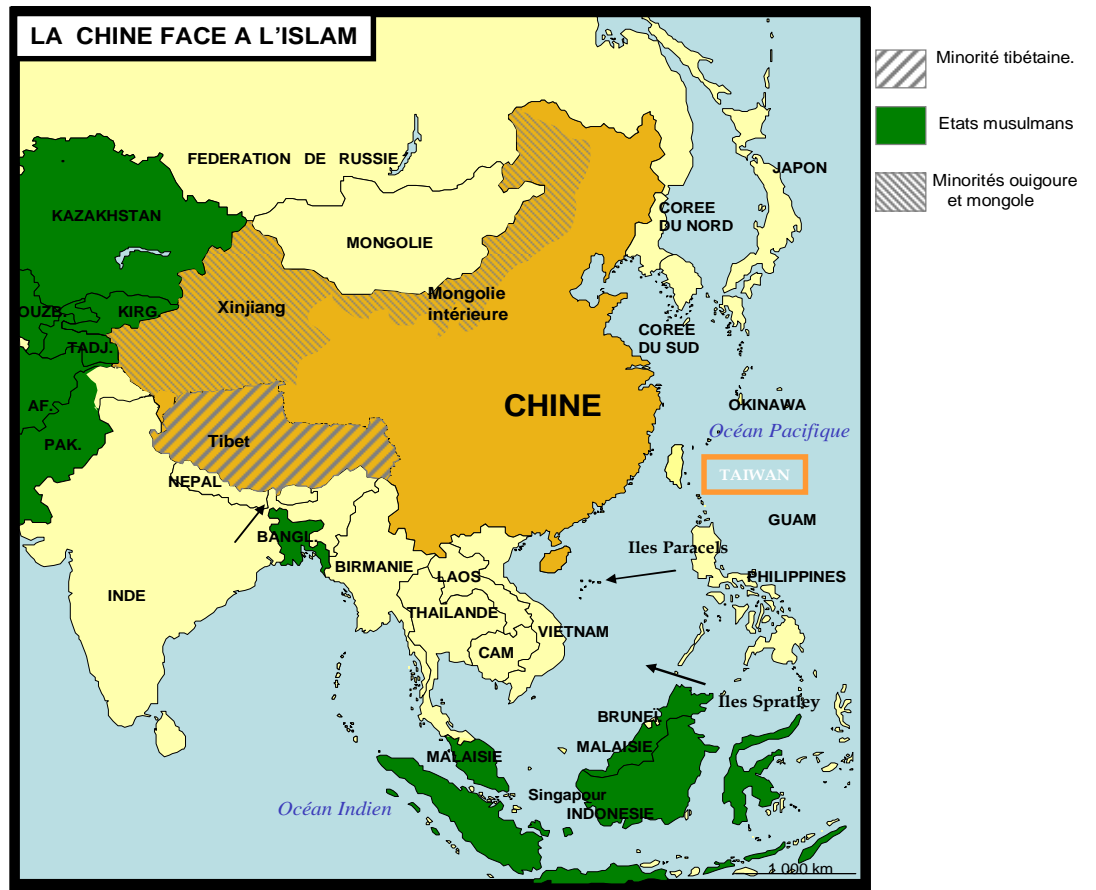 LA CHINE FACE A L'ISLAM
Minorité tibétaine.
Etats musulmans
Minorités ouigoure
et mongole
FEDERATION DE RUSSIE
JAPON
KAZAKHSTAN
COREE
DU NORD
MONGOLIE
OUZB.
KIRG.
Xinjiang
Mongolie
intérieure
TADJ.
COREE
DU SUD
AF.
CHINE
OKINAWA
PAK.
Tibet
Océan Pacifique
NEPAL
TAIWAN
GUAM
BANGL.
Iles Paracels
BIRMANIE
LAOS
PHILIPPINES
INDE
THAILANDE
VIETNAM
CAM
Iles Spratley
BRUNEÏ
MALAISIE
MALAISIE
Singapour
Océan Indien
INDONESIE
1 000 km